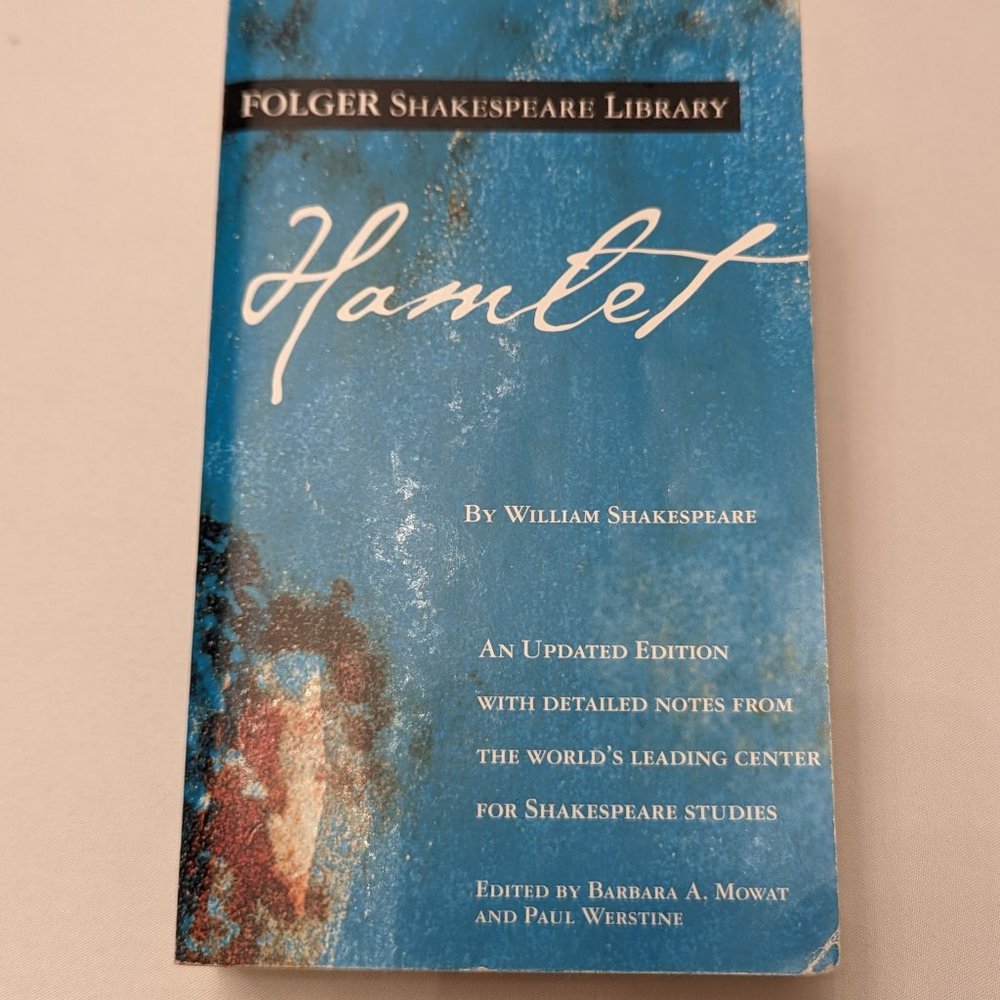 FOLGER SHAKESPEARE LIBRARY
Hamlet
BY WILLIAM SHAKESPEARE
AN UPDATED EDITION
WITH DETAILED NOTES FROM
THE WORLD'S LEADING CENTER
FOR SHAKESPEARE STUDIES
EDITED BY BARBARA A. MOWAT
AND PAUL WERSTINE